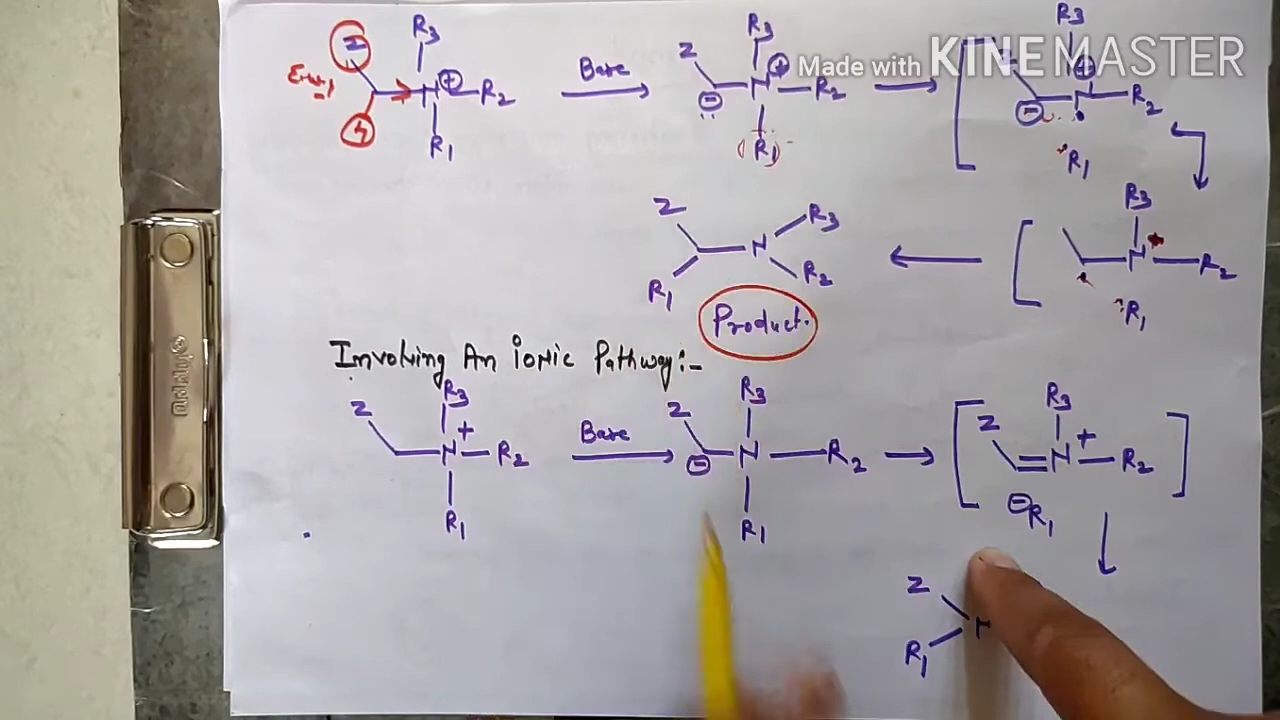 Made with KINEMASTER
Z R3 Z R3 R3
EWG N ⊕ R2 Base ⊖ N ⊕ R2 ⊖ N ⊕ R2
H R1 R1 R1
Z R3 R3
N N R2
R1 R2 R1
Product.
Involving An ionic Pathway:-
Z R3 Z R3 Z R3
N + R2 Base ⊖ N R2 N + R2
R1 R1 ⊖ R1
Z
N
R1